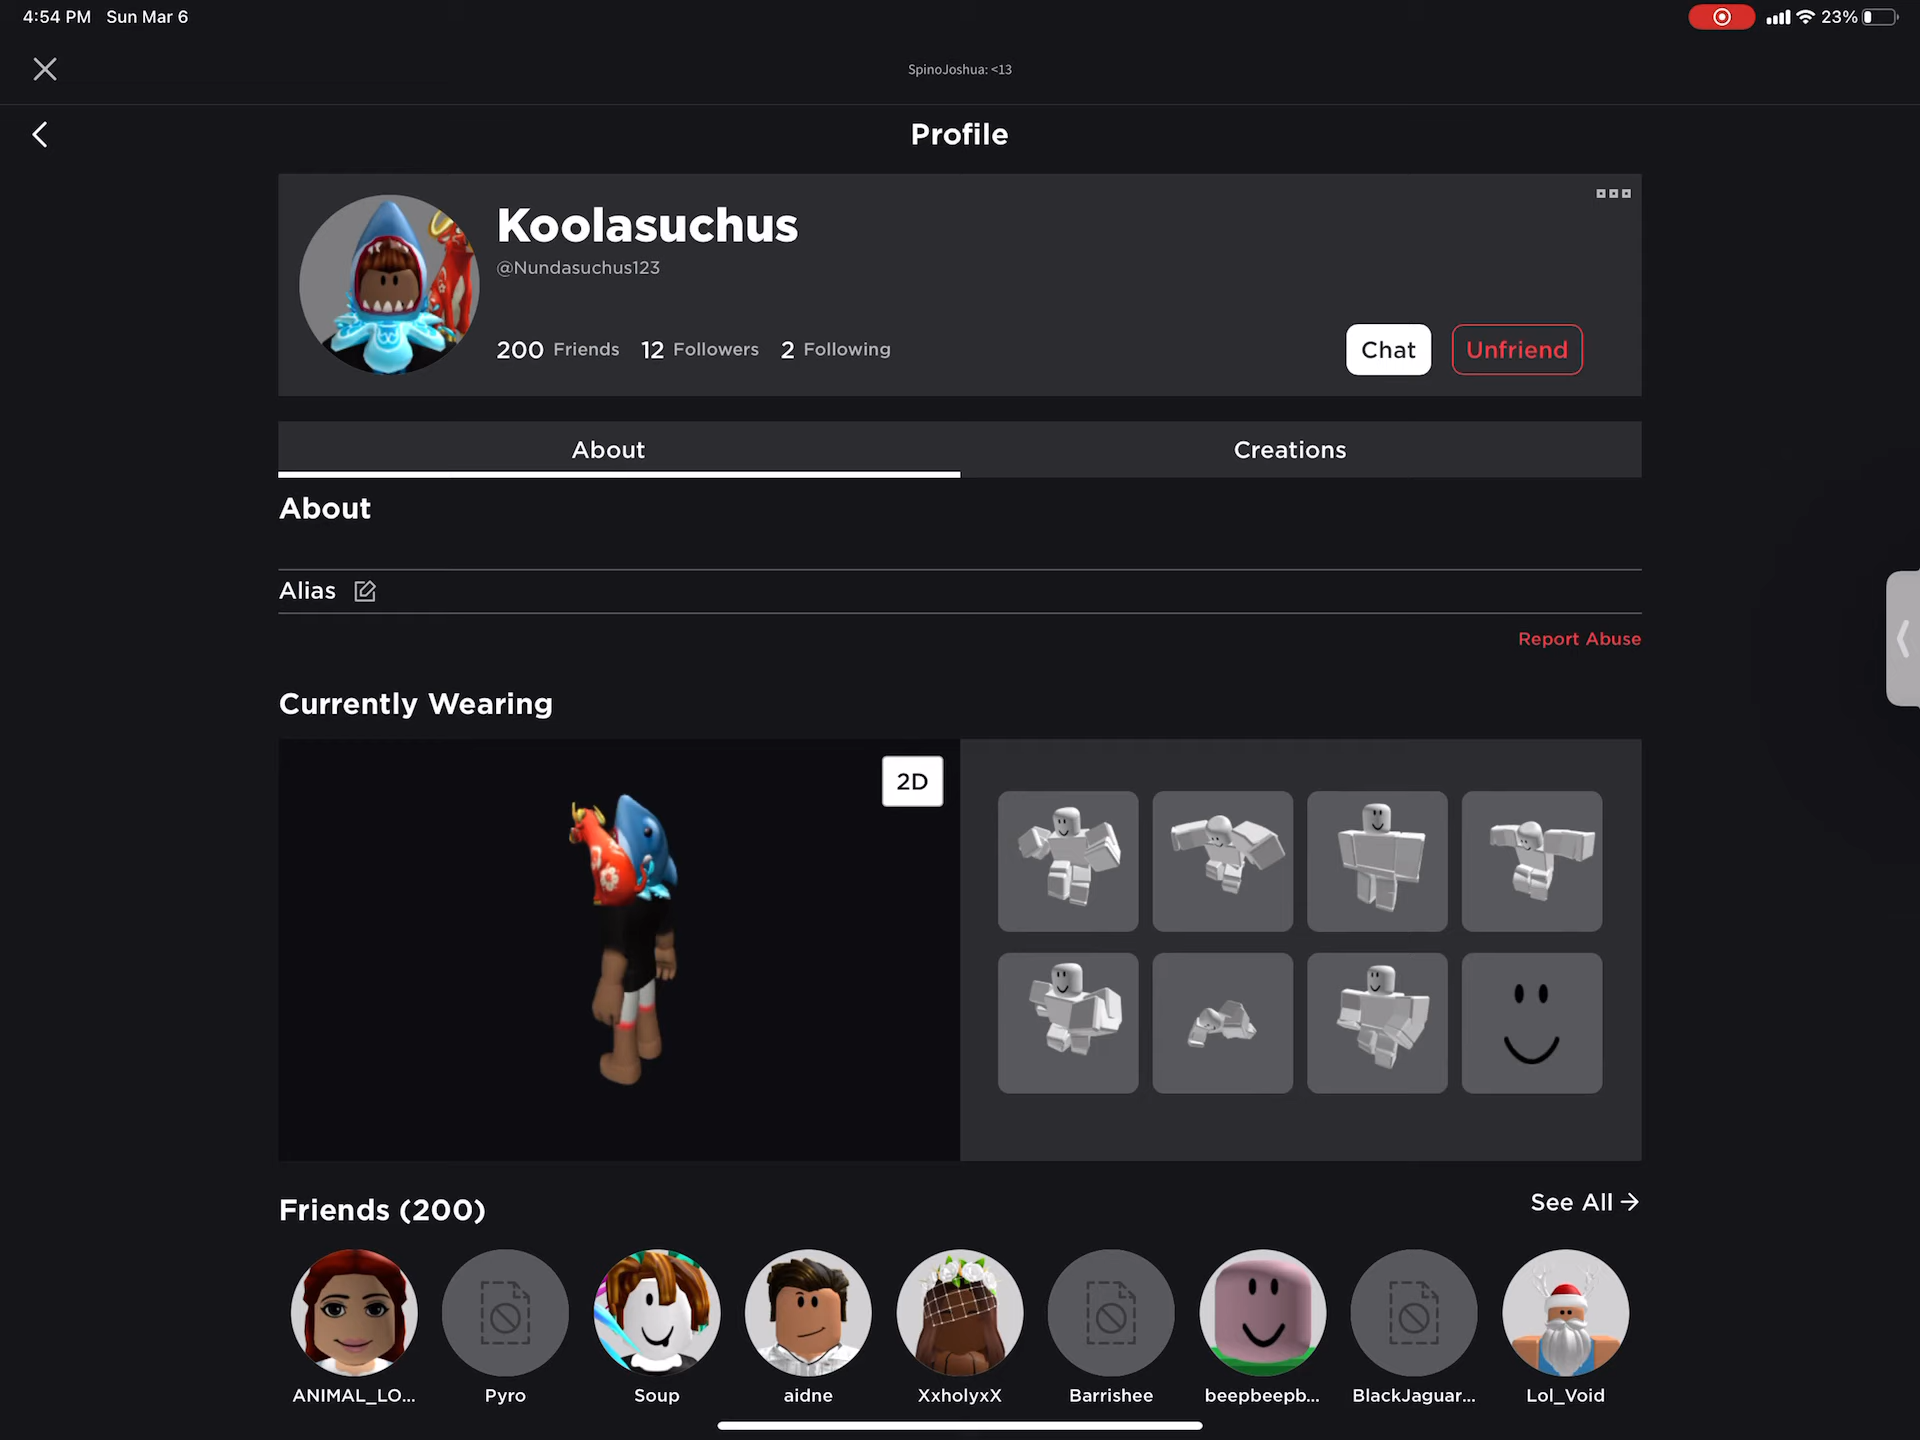 4:54 PM Sun Mar 6
23%
SpinoJoshua: <13
Profile
Koolasuchus
@Nundasuchus123
200 Friends 12 Followers 2 Following
Chat
Unfriend
About
Creations
About
Alias
Report Abuse
Currently Wearing
2D
Friends (200)
See All
ANIMAL_LO...
Pyro
Soup
aidne
XxholyxX
Barrishee
beepbeepb...
BlackJaguar...
Lol_Void